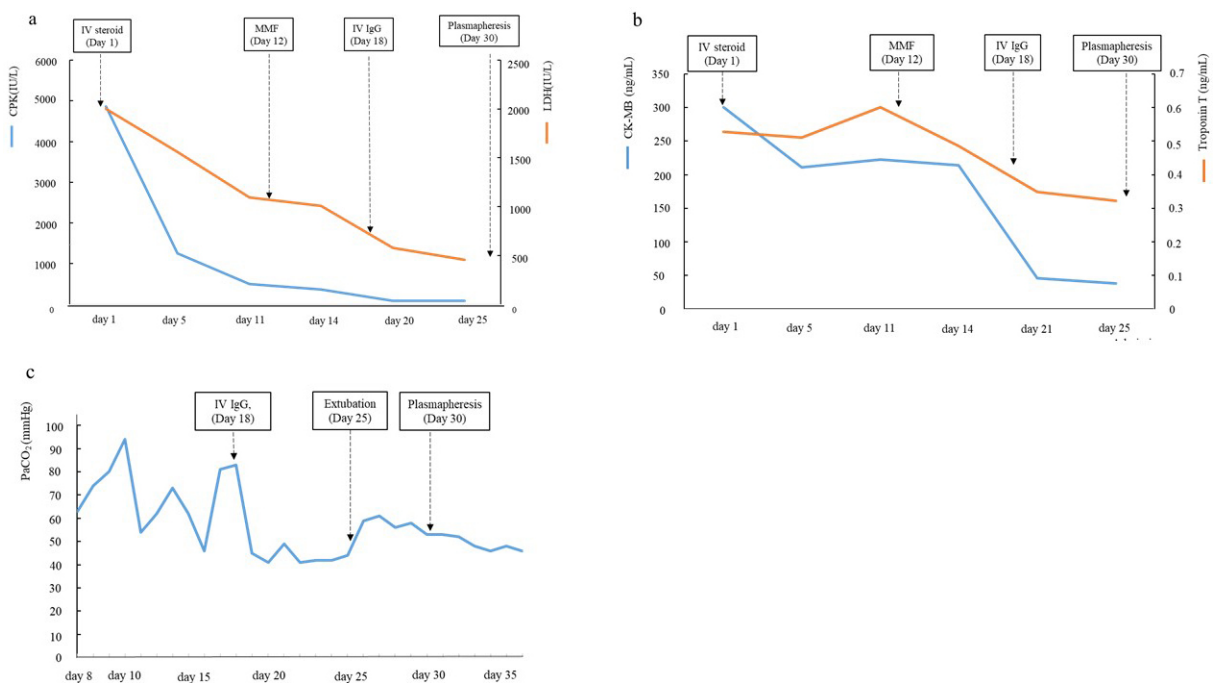 a
IV steroid
(Day 1)
MMF
(Day 12)
IV IgG
(Day 18)
Plasmapheresis
(Day 30)
CPK(IU/L)
6000
5000
4000
3000
2000
1000
0
LDH(IU/L)
2500
2000
1500
1000
500
0
day 1
day 5
day 11
day 14
day 20
day 25
b
IV steroid
(Day 1)
MMF
(Day 12)
IV IgG
(Day 18)
Plasmapheresis
(Day 30)
CK-MB (ng/mL)
350
300
250
200
150
100
50
0
Troponin T (ng/mL)
0.7
0.6
0.5
0.4
0.3
0.2
0.1
0
day 1
day 5
day 11
day 14
day 21
day 25
c
IV IgG,
(Day 18)
Extubation
(Day 25)
Plasmapheresis
(Day 30)
PaCO2 (mmHg)
100
90
80
70
60
50
40
30
20
10
0
day 8
day 10
day 15
day 20
day 25
day 30
day 35